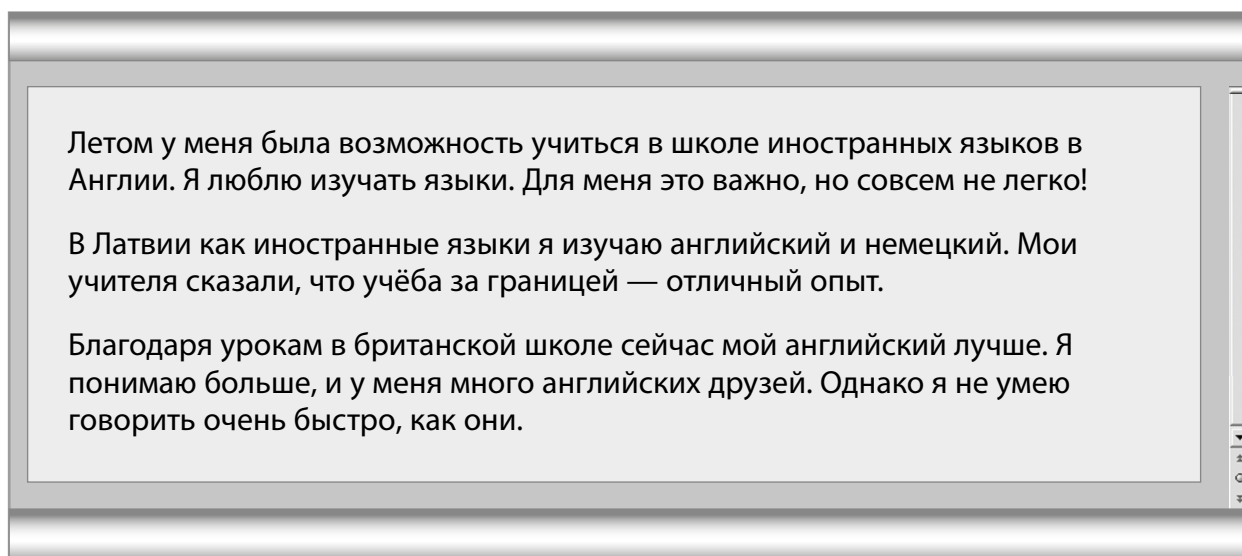 Летом у меня была возможность учиться в школе иностранных языков в
Англии. Я люблю изучать языки. Для меня это важно, но совсем не легко!
В Латвии как иностранные языки я изучаю английский и немецкий. Мои
учителя сказали, что учёба за границей — отличный опыт.
Благодаря урокам в британской школе сейчас мой английский лучше. Я
понимаю больше, и у меня много английских друзей. Однако я не умею
говорить очень быстро, как они.